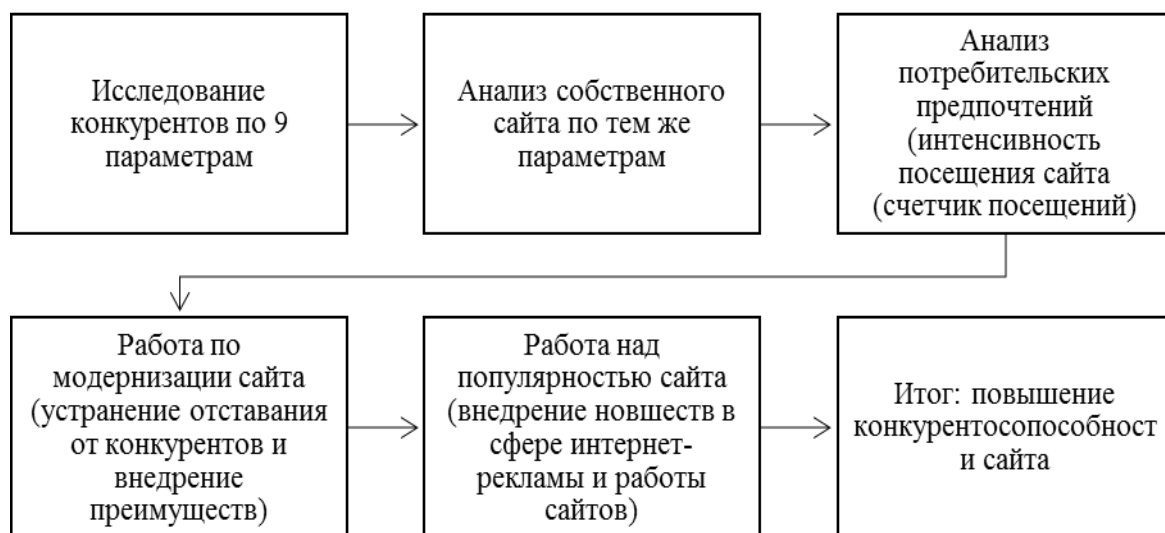 Исследование
конкурентов по 9
параметрам
Анализ собственного
сайта по тем же
параметрам
Анализ
потребительских
предпочтений
(интенсивность
посещения сайта
(счетчик посещений)
Работа по
модернизации сайта
(устранение отставания
от конкурентов и
внедрение
преимуществ)
Работа над
популярностью сайта
(внедрение новшеств в
сфере интернет-
рекламы и работы
сайтов)
Итог: повышение
конкурентосопособност
и сайта